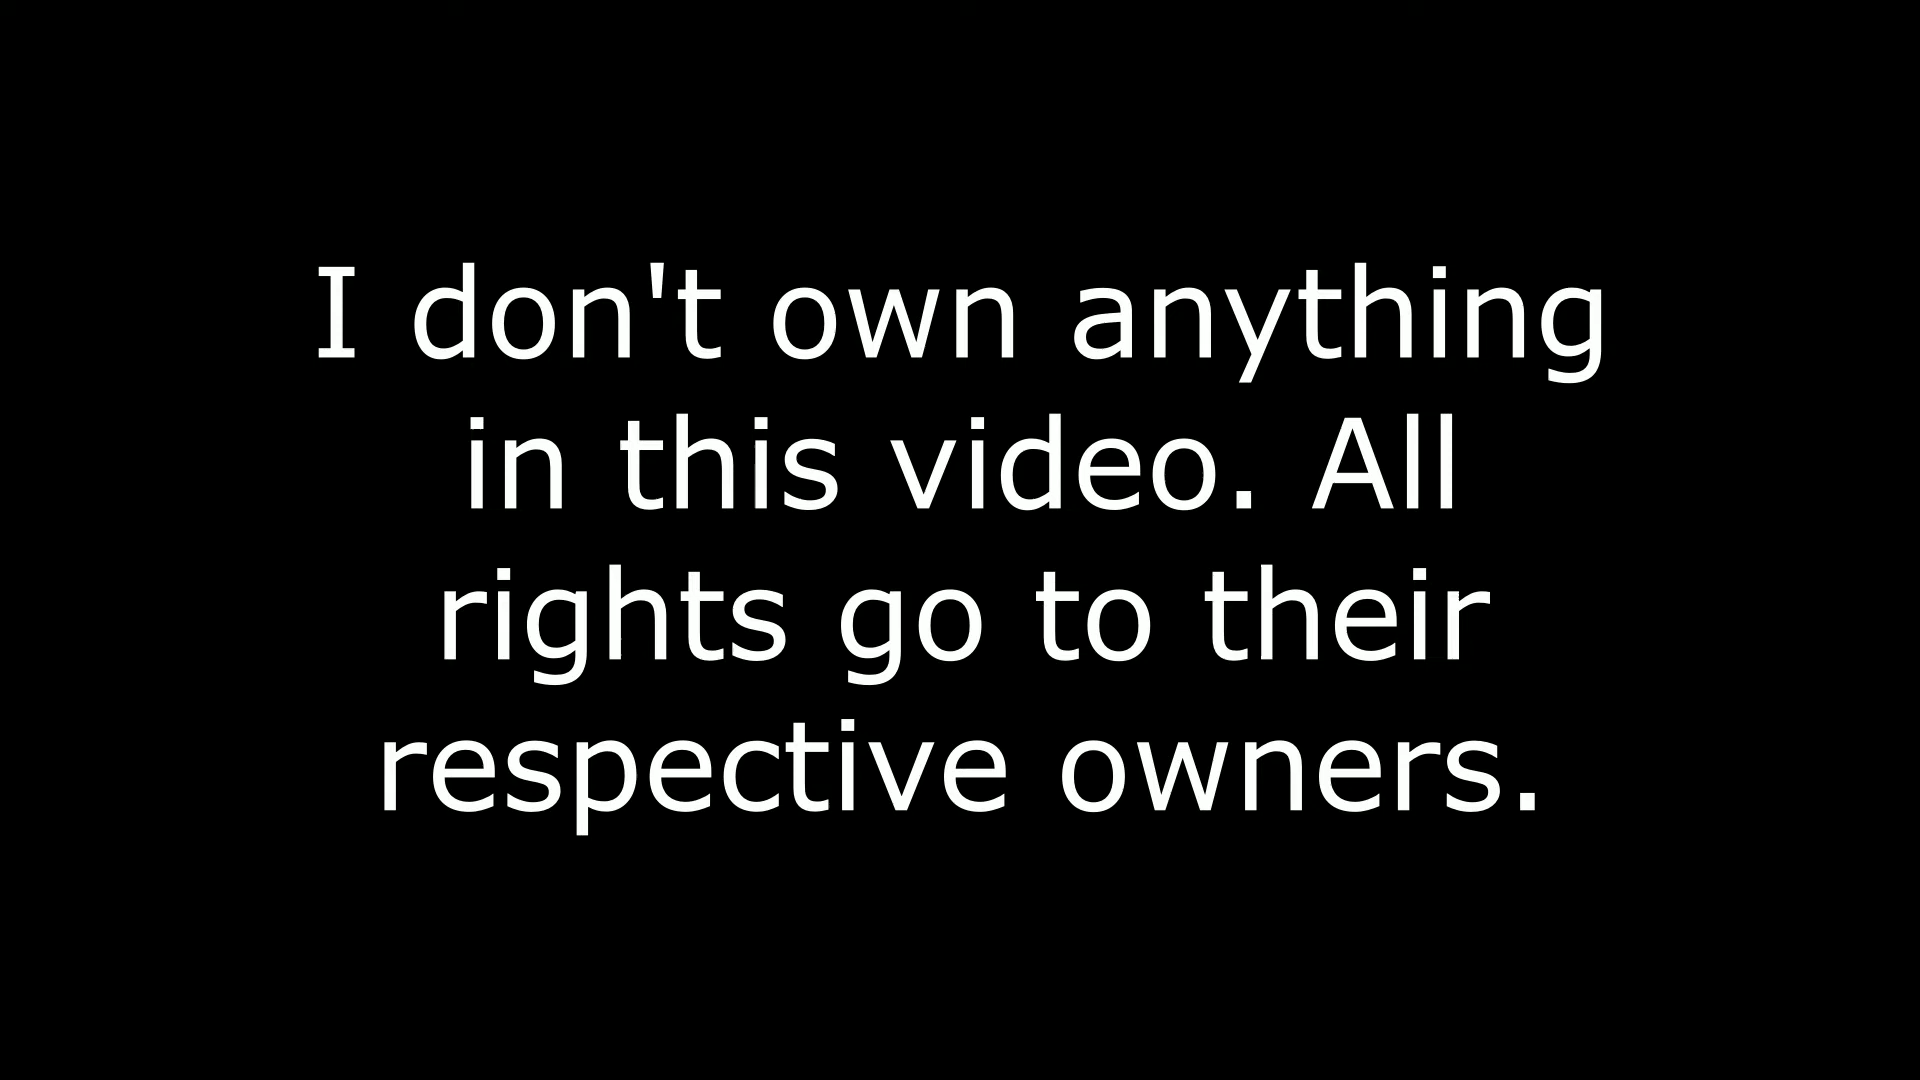 I don't own anything
in this video. All
rights go to their
respective owners.